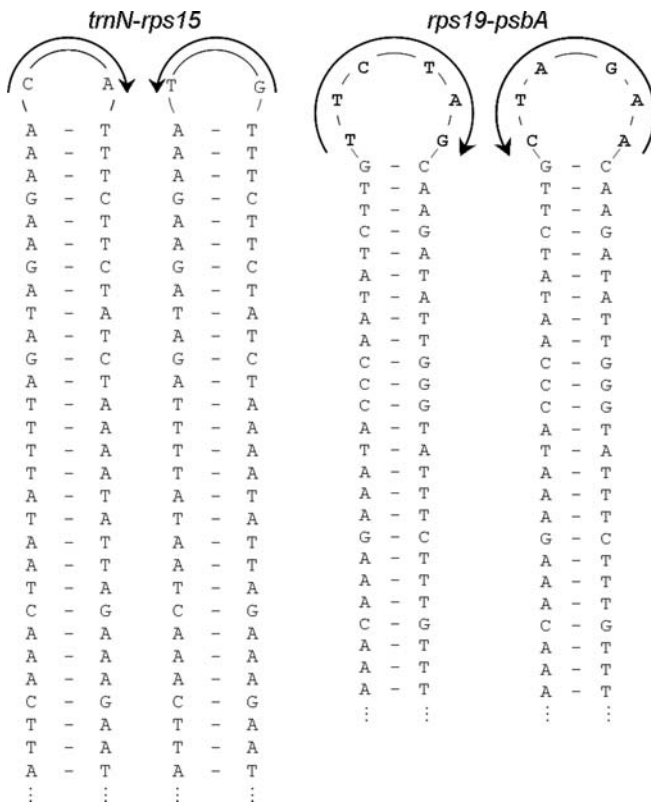 trnN-rps15
C A T G
A - T A - T
A - T A - T
A - T A - T
G - C G - C
A - T A - T
A - T A - T
G - C G - C
A - T A - T
T - A T - A
A - T A - T
G - C G - C
A - T A - T
T - A T - A
T - A T - A
T - A T - A
T - A T - A
A - T A - T
T - A T - A
A - T A - T
A - T A - T
T - A T - A
C - G C - G
A - A A - A
A - A A - A
A - A A - A
C - G C - G
T - A T - A
T - A T - A
A - T A - T
rps19-psbA
C T A G
T A T A
T G C A
G - C G - C
T - A T - A
T - A T - A
C - G C - G
T - A T - A
A - T A - T
T - A T - A
A - T A - T
A - T A - T
C - G C - G
C - G C - G
C - G C - G
A - T A - T
T - A T - A
A - T A - T
A - T A - T
A - T A - T
G - C G - C
A - T A - T
A - T A - T
A - T A - T
C - G C - G
A - T A - T
A - T A - T
A - T A - T